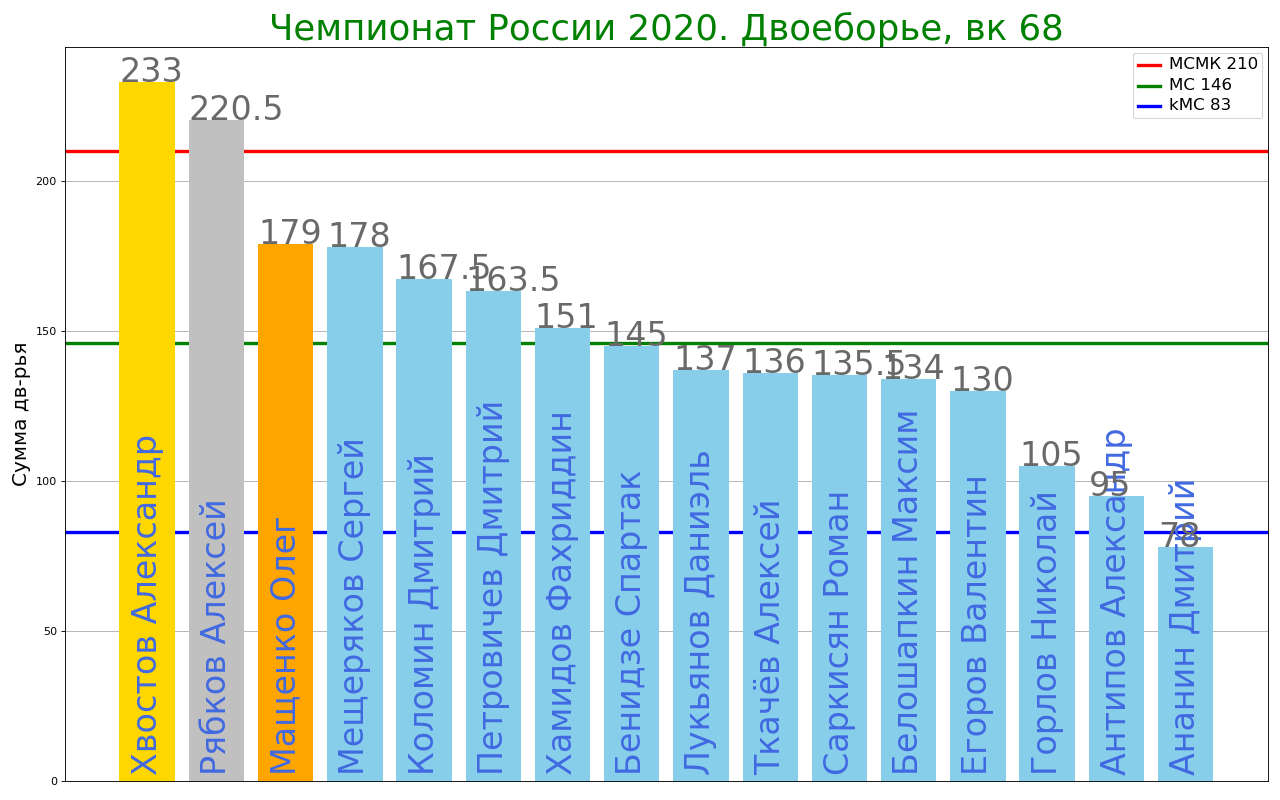 Чемпионат России 2020. Двоеборье, вк 68
МСМК 210
МС 146
kМС 83
Сумма дв-рья
200
150
100
50
0
233
220.5
179
178
167.5
163.5
151
145
137
136
135.5
134
130
105
95
78
Хвостов Александр
Рябков Алексей
Мащенко Олег
Мещеряков Сергей
Коломин Дмитрий
Петровичев Дмитрий
Хамидов Фахриддин
Бенидзе Спартак
Лукьянов Даниэль
Ткачёв Алексей
Саркисян Роман
Белошапкин Максим
Егоров Валентин
Горлов Николай
Антипов Александр
Ананин Дмитрий